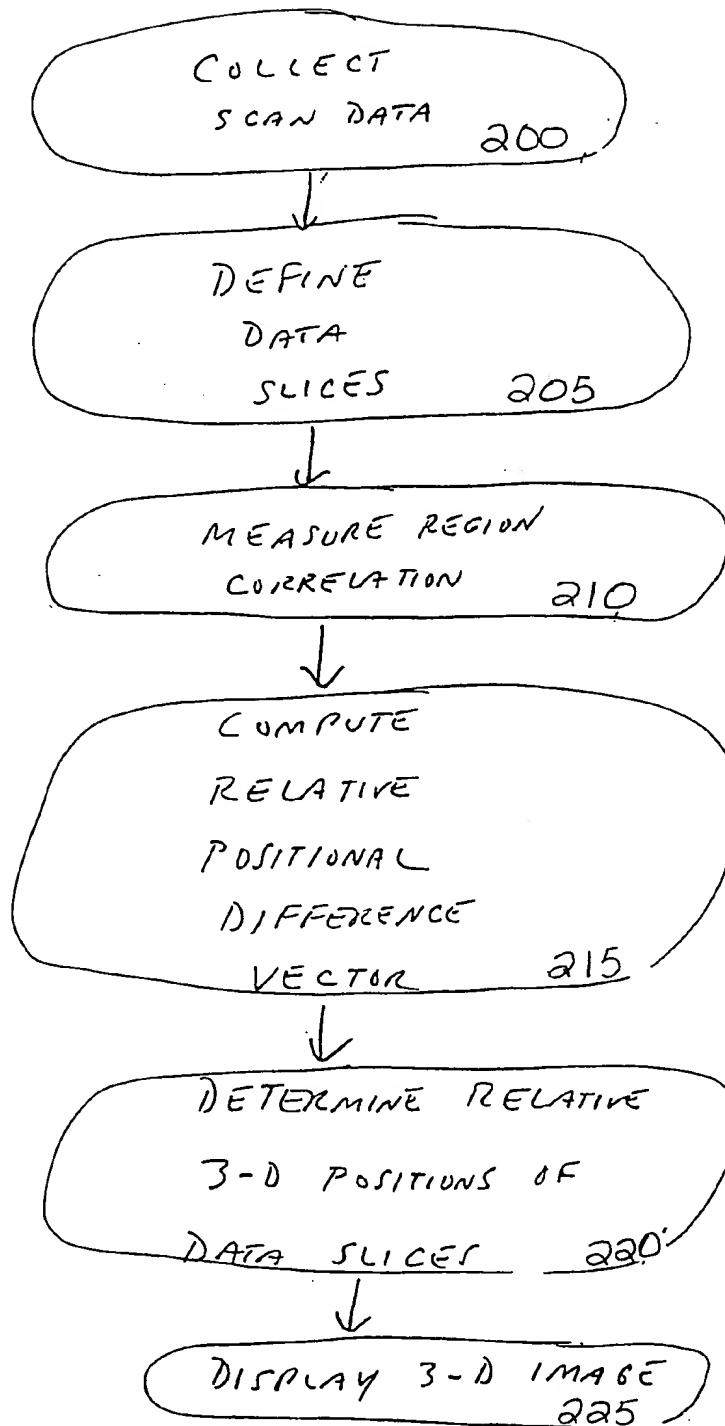 COLLECT
SCAN DATA
200
DEFINE
DATA
SLICES 205
MEASURE REGION
CORRELATION 210
COMPUTE
RELATIVE
POSITIONAL
DIFFERENCE
VECTOR 215
DETERMINE RELATIVE
3-D POSITIONS OF
DATA SLICES 220
DISPLAY 3-D IMAGE
225